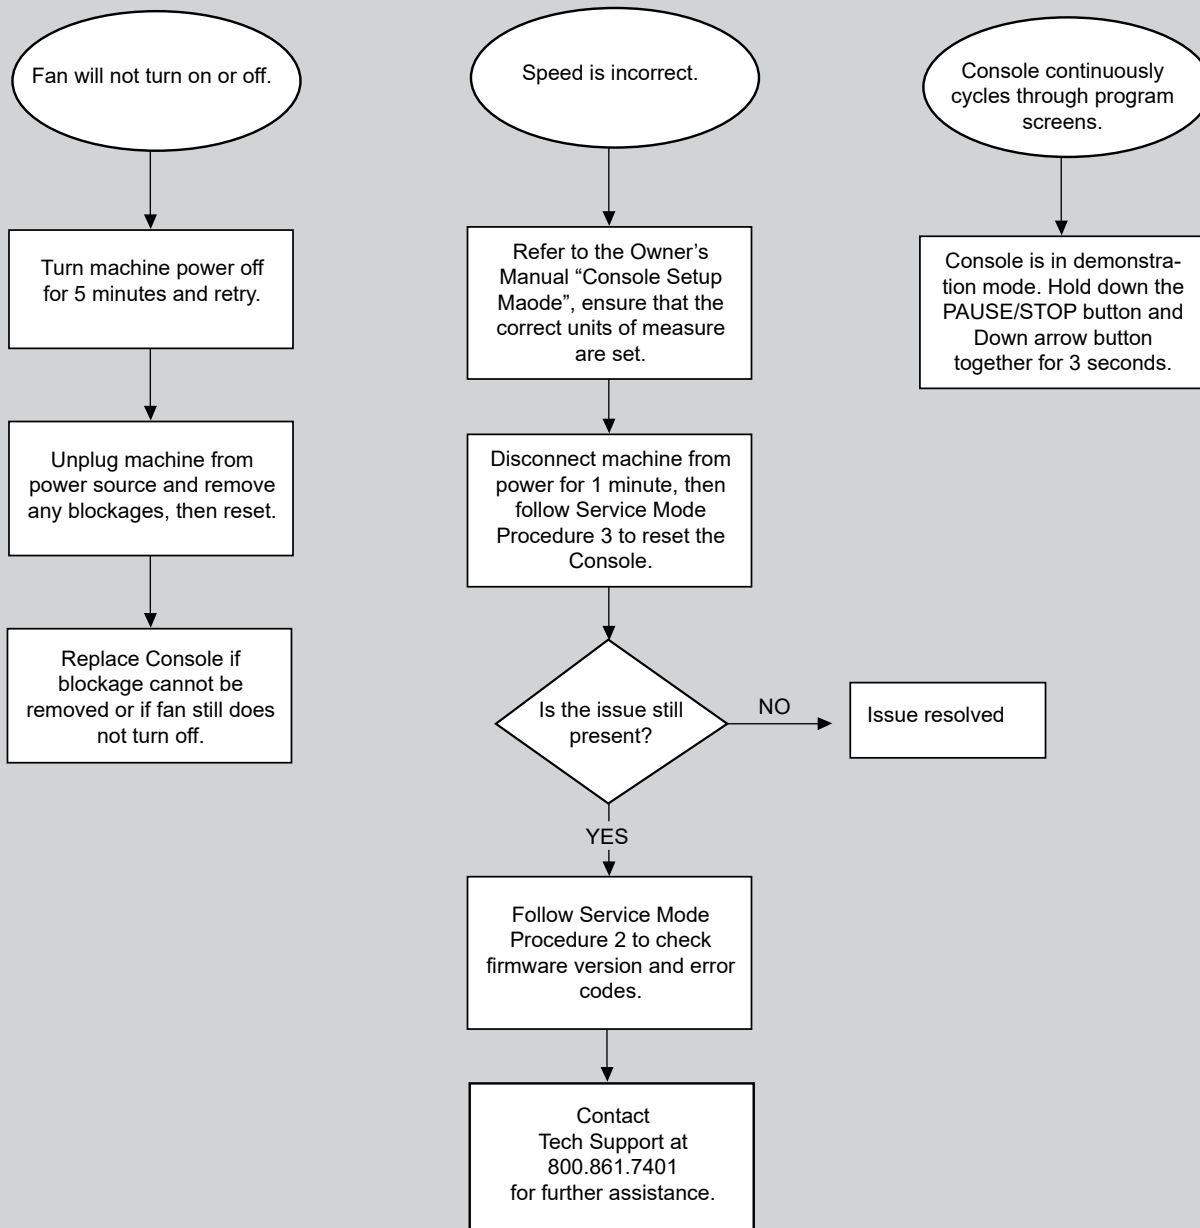 Fan will not turn on or off.
Turn machine power off
for 5 minutes and retry.
Unplug machine from
power source and remove
any blockages, then reset.
Replace Console if
blockage cannot be
removed or if fan still does
not turn off.
Speed is incorrect.
Refer to the Owner’s
Manual “Console Setup
Maode”, ensure that the
correct units of measure
are set.
Disconnect machine from
power for 1 minute, then
follow Service Mode
Procedure 3 to reset the
Console.
Is the issue still
present?
NO
Issue resolved
YES
Follow Service Mode
Procedure 2 to check
firmware version and error
codes.
Contact
Tech Support at
800.861.7401
for further assistance.
Console continuously
cycles through program
screens.
Console is in demonstra-
tion mode. Hold down the
PAUSE/STOP button and
Down arrow button
together for 3 seconds.